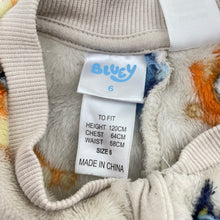 BLUEY
6
TO FIT
HEIGHT 120CM
CHEST 64CM
WAIST 58CM
SIZE 6
MADE IN CHINA